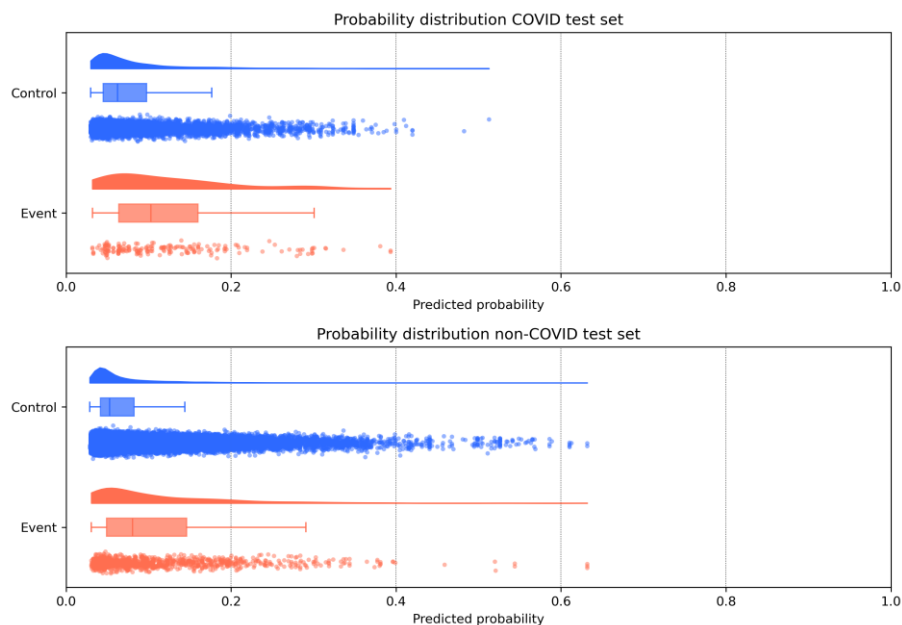 Probability distribution COVID test set
Control
Event
0.0 0.2 0.4 0.6 0.8 1.0
Predicted probability
Probability distribution non-COVID test set
Control
Event
0.0 0.2 0.4 0.6 0.8 1.0
Predicted probability